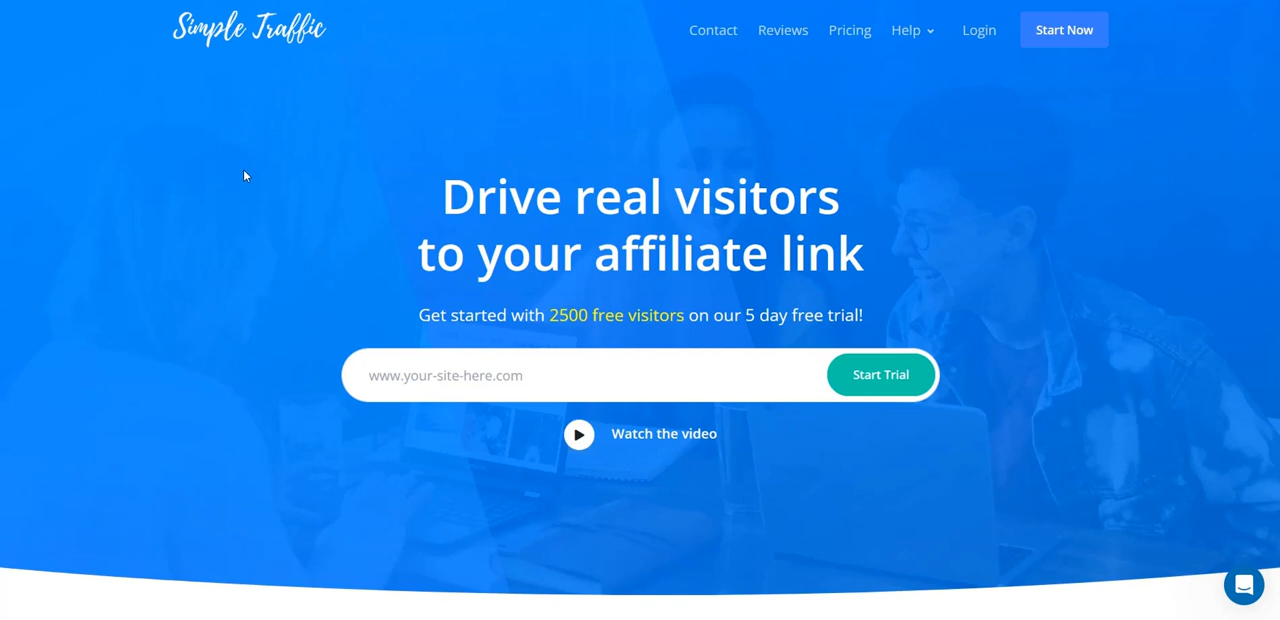 Simple Traffic
Contact Reviews Pricing Help Login Start Now
Drive real visitors
to your affiliate link
Get started with 2500 free visitors on our 5 day free trial!
www.your-site-here.com Start Trial
Watch the video